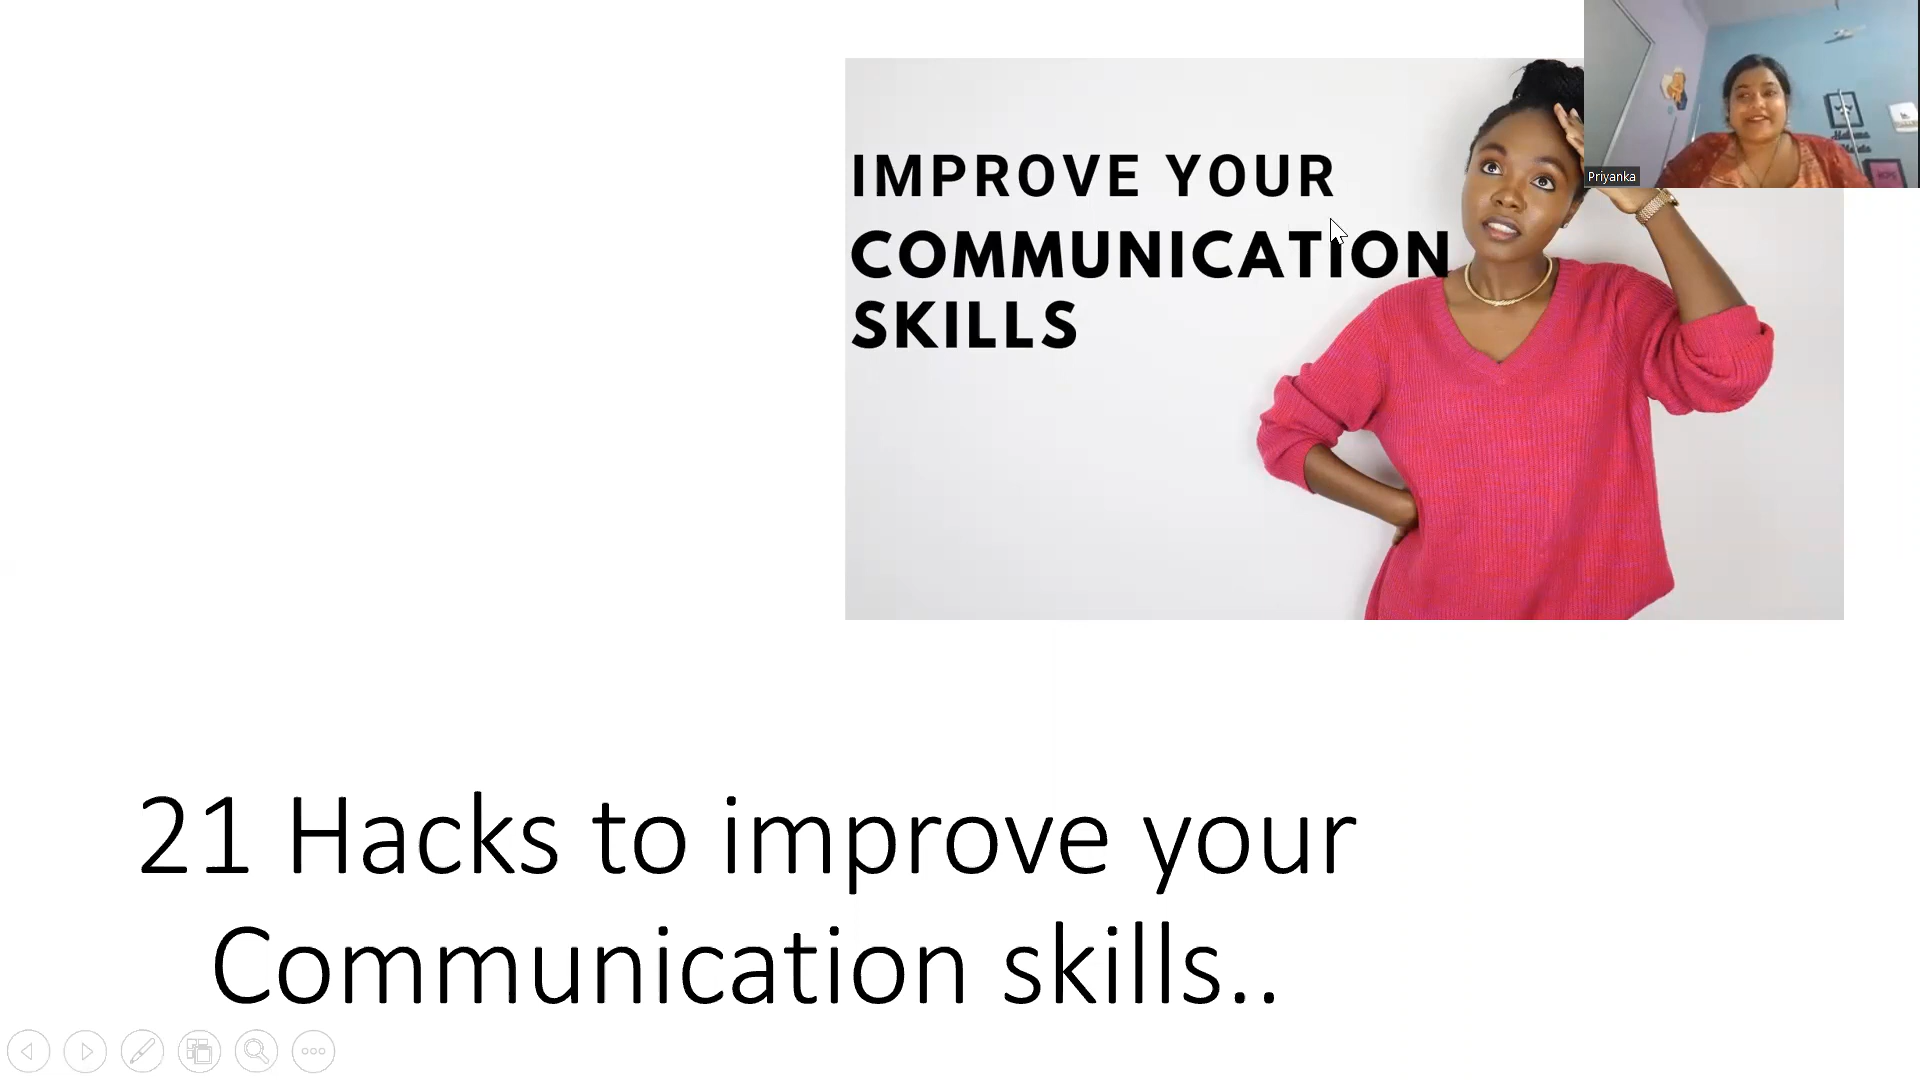 IMPROVE YOUR
COMMUNICATION
SKILLS
Priyanka
21 Hacks to improve your
Communication skills..